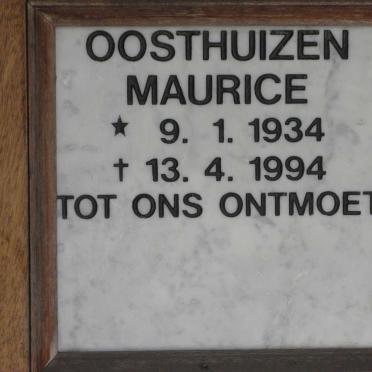 OOSTHUIZEN
MAURICE
★ 9. 1. 1934
† 13. 4. 1994
TOT ONS ONTMOET